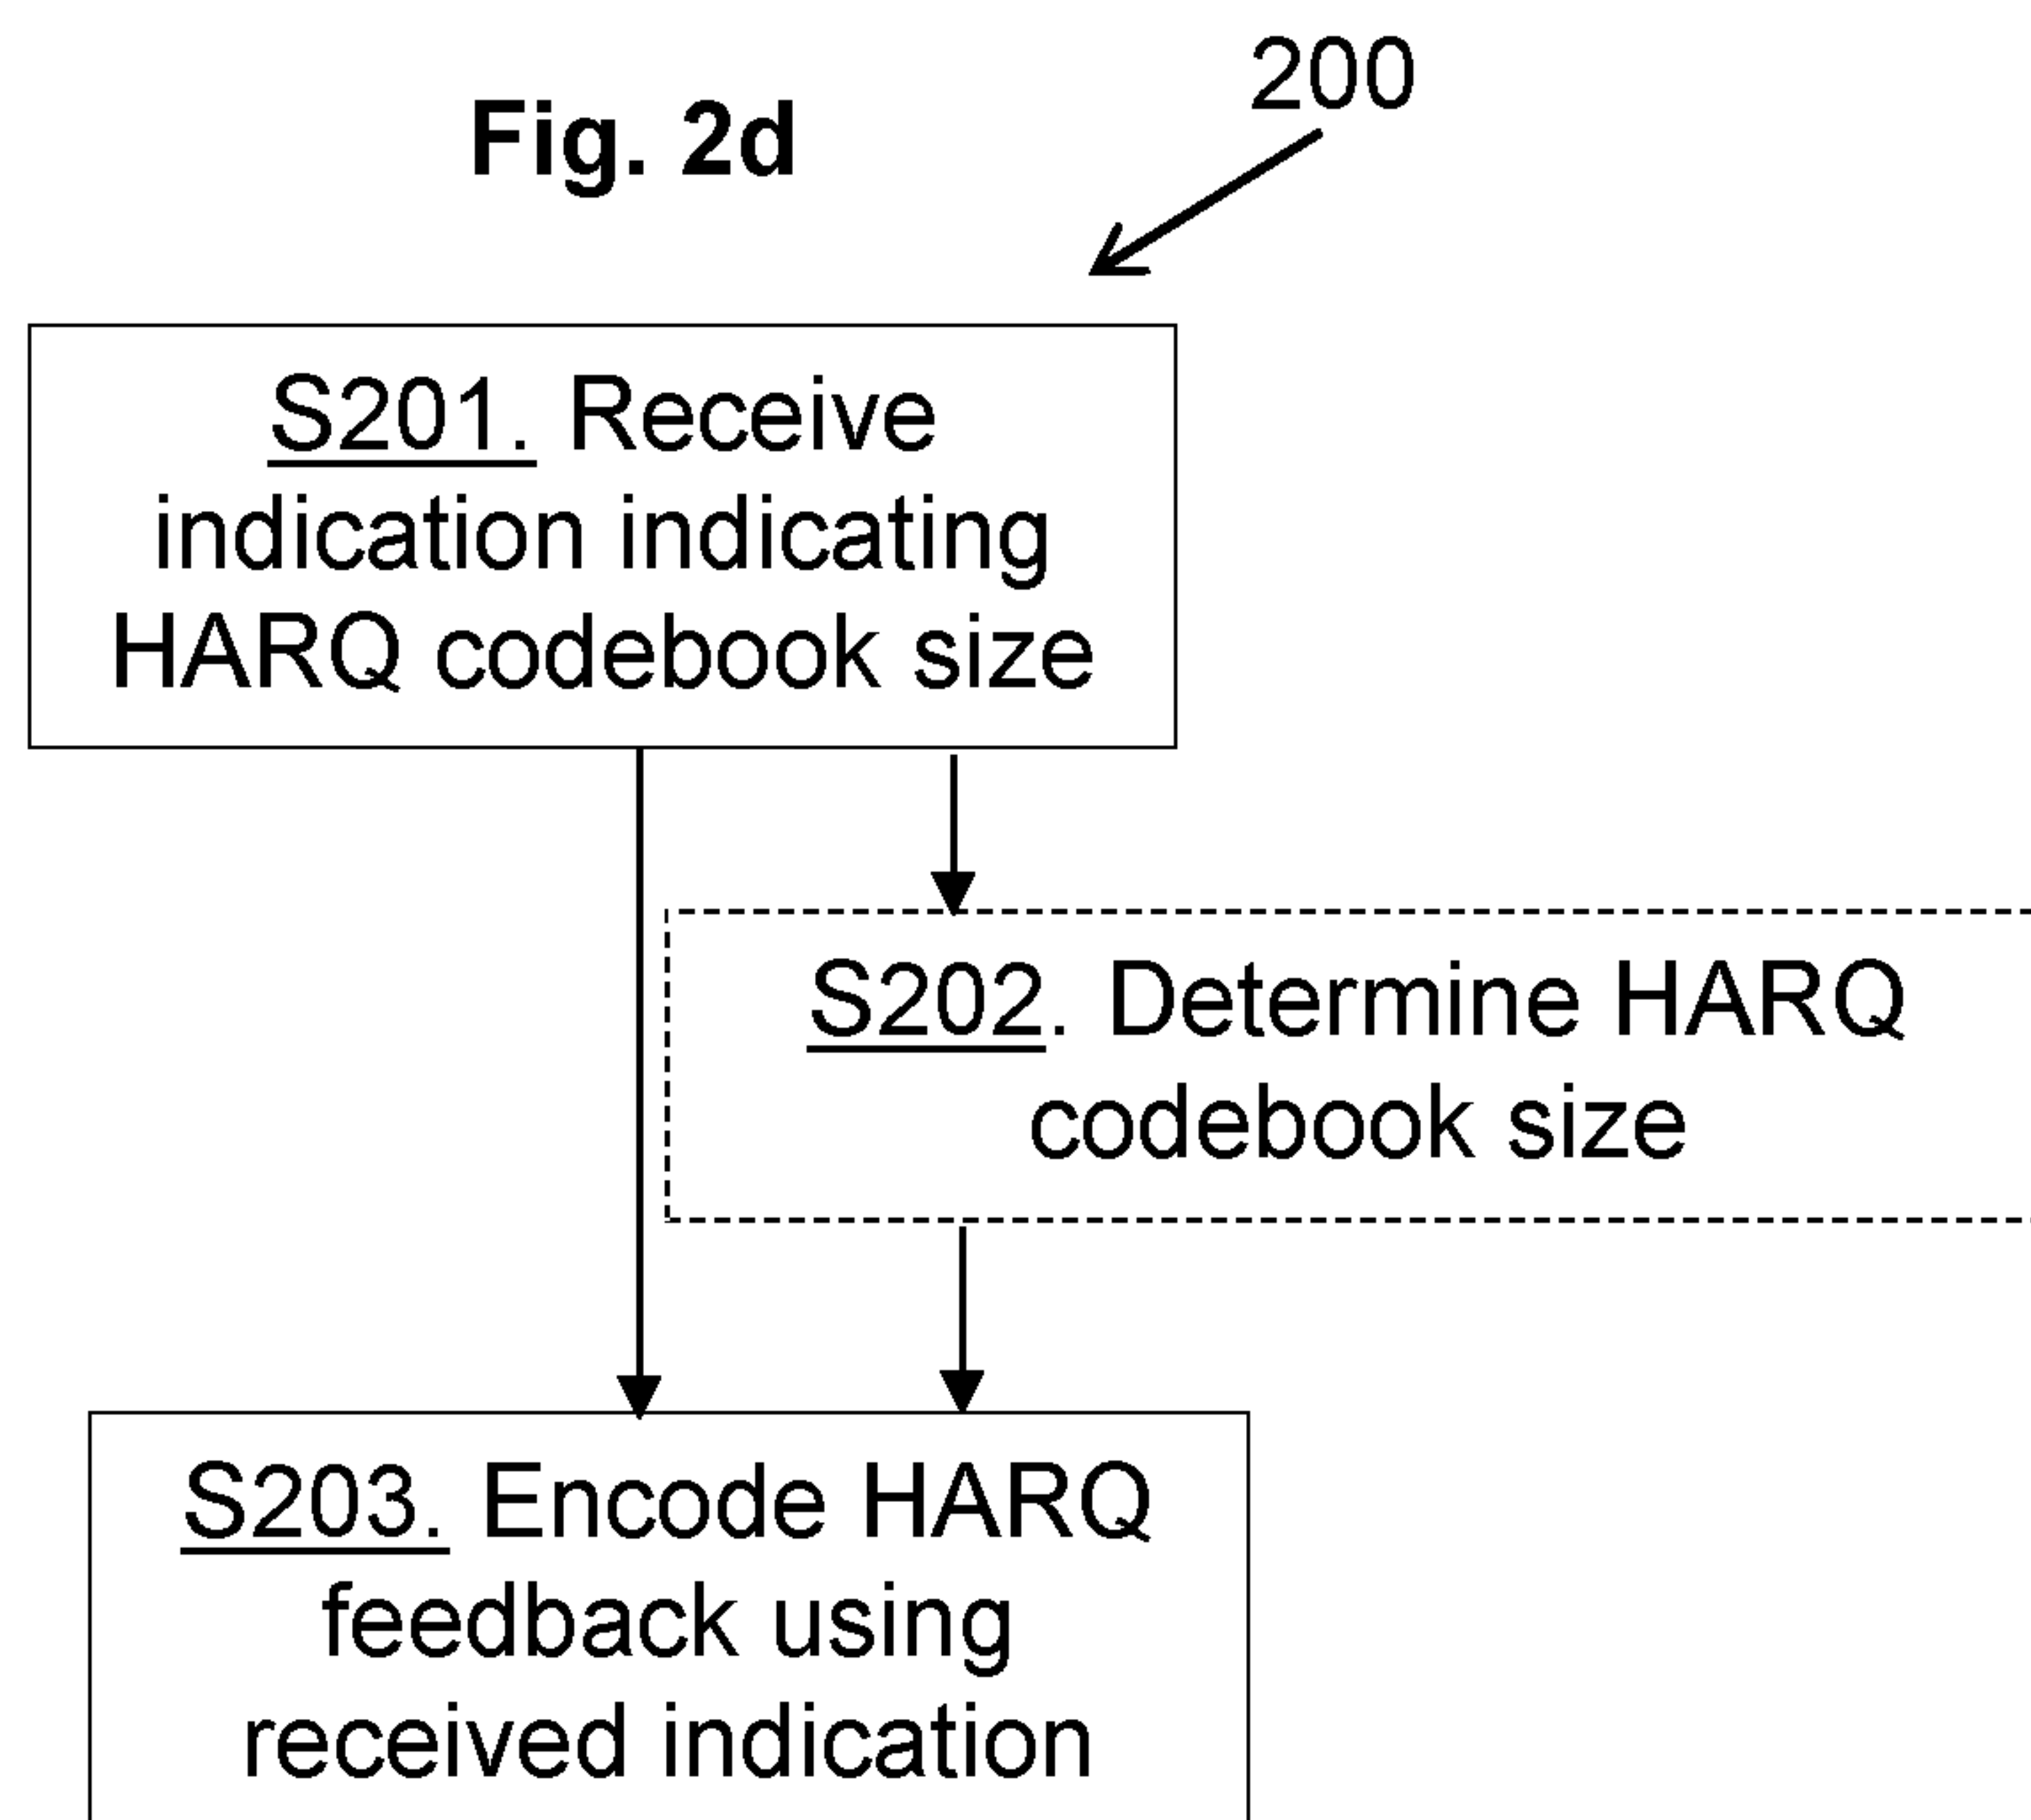 Fig. 2d
200
S201. Receive
indication indicating
HARQ codebook size
S202. Determine HARQ
codebook size
S203. Encode HARQ
feedback using
received indication